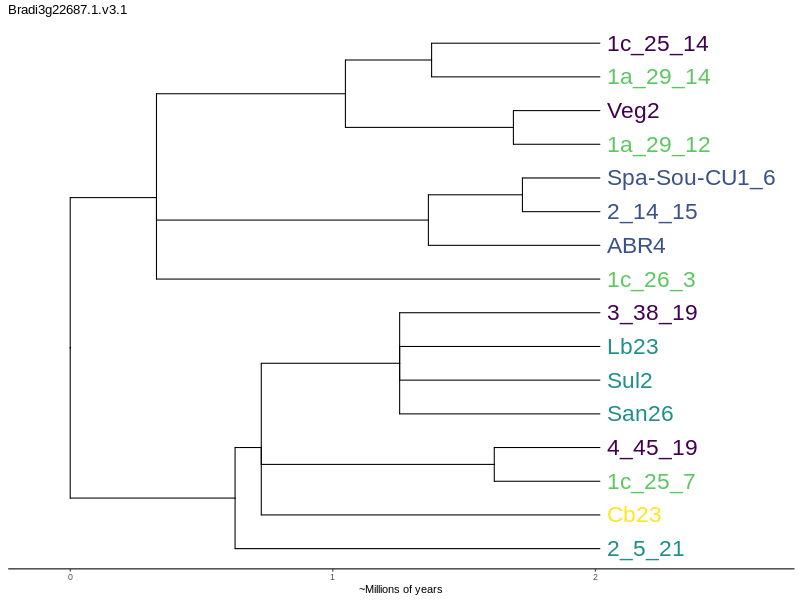 Bradi3g22687.1.v3.1
1c_25_14
1a_29_14
Veg2
1a_29_12
Spa-Sou-CU1_6
2_14_15
ABR4
1c_26_3
3_38_19
Lb23
Sul2
San26
4_45_19
1c_25_7
Cb23
2_5_21
0 1 2
~Millions of years